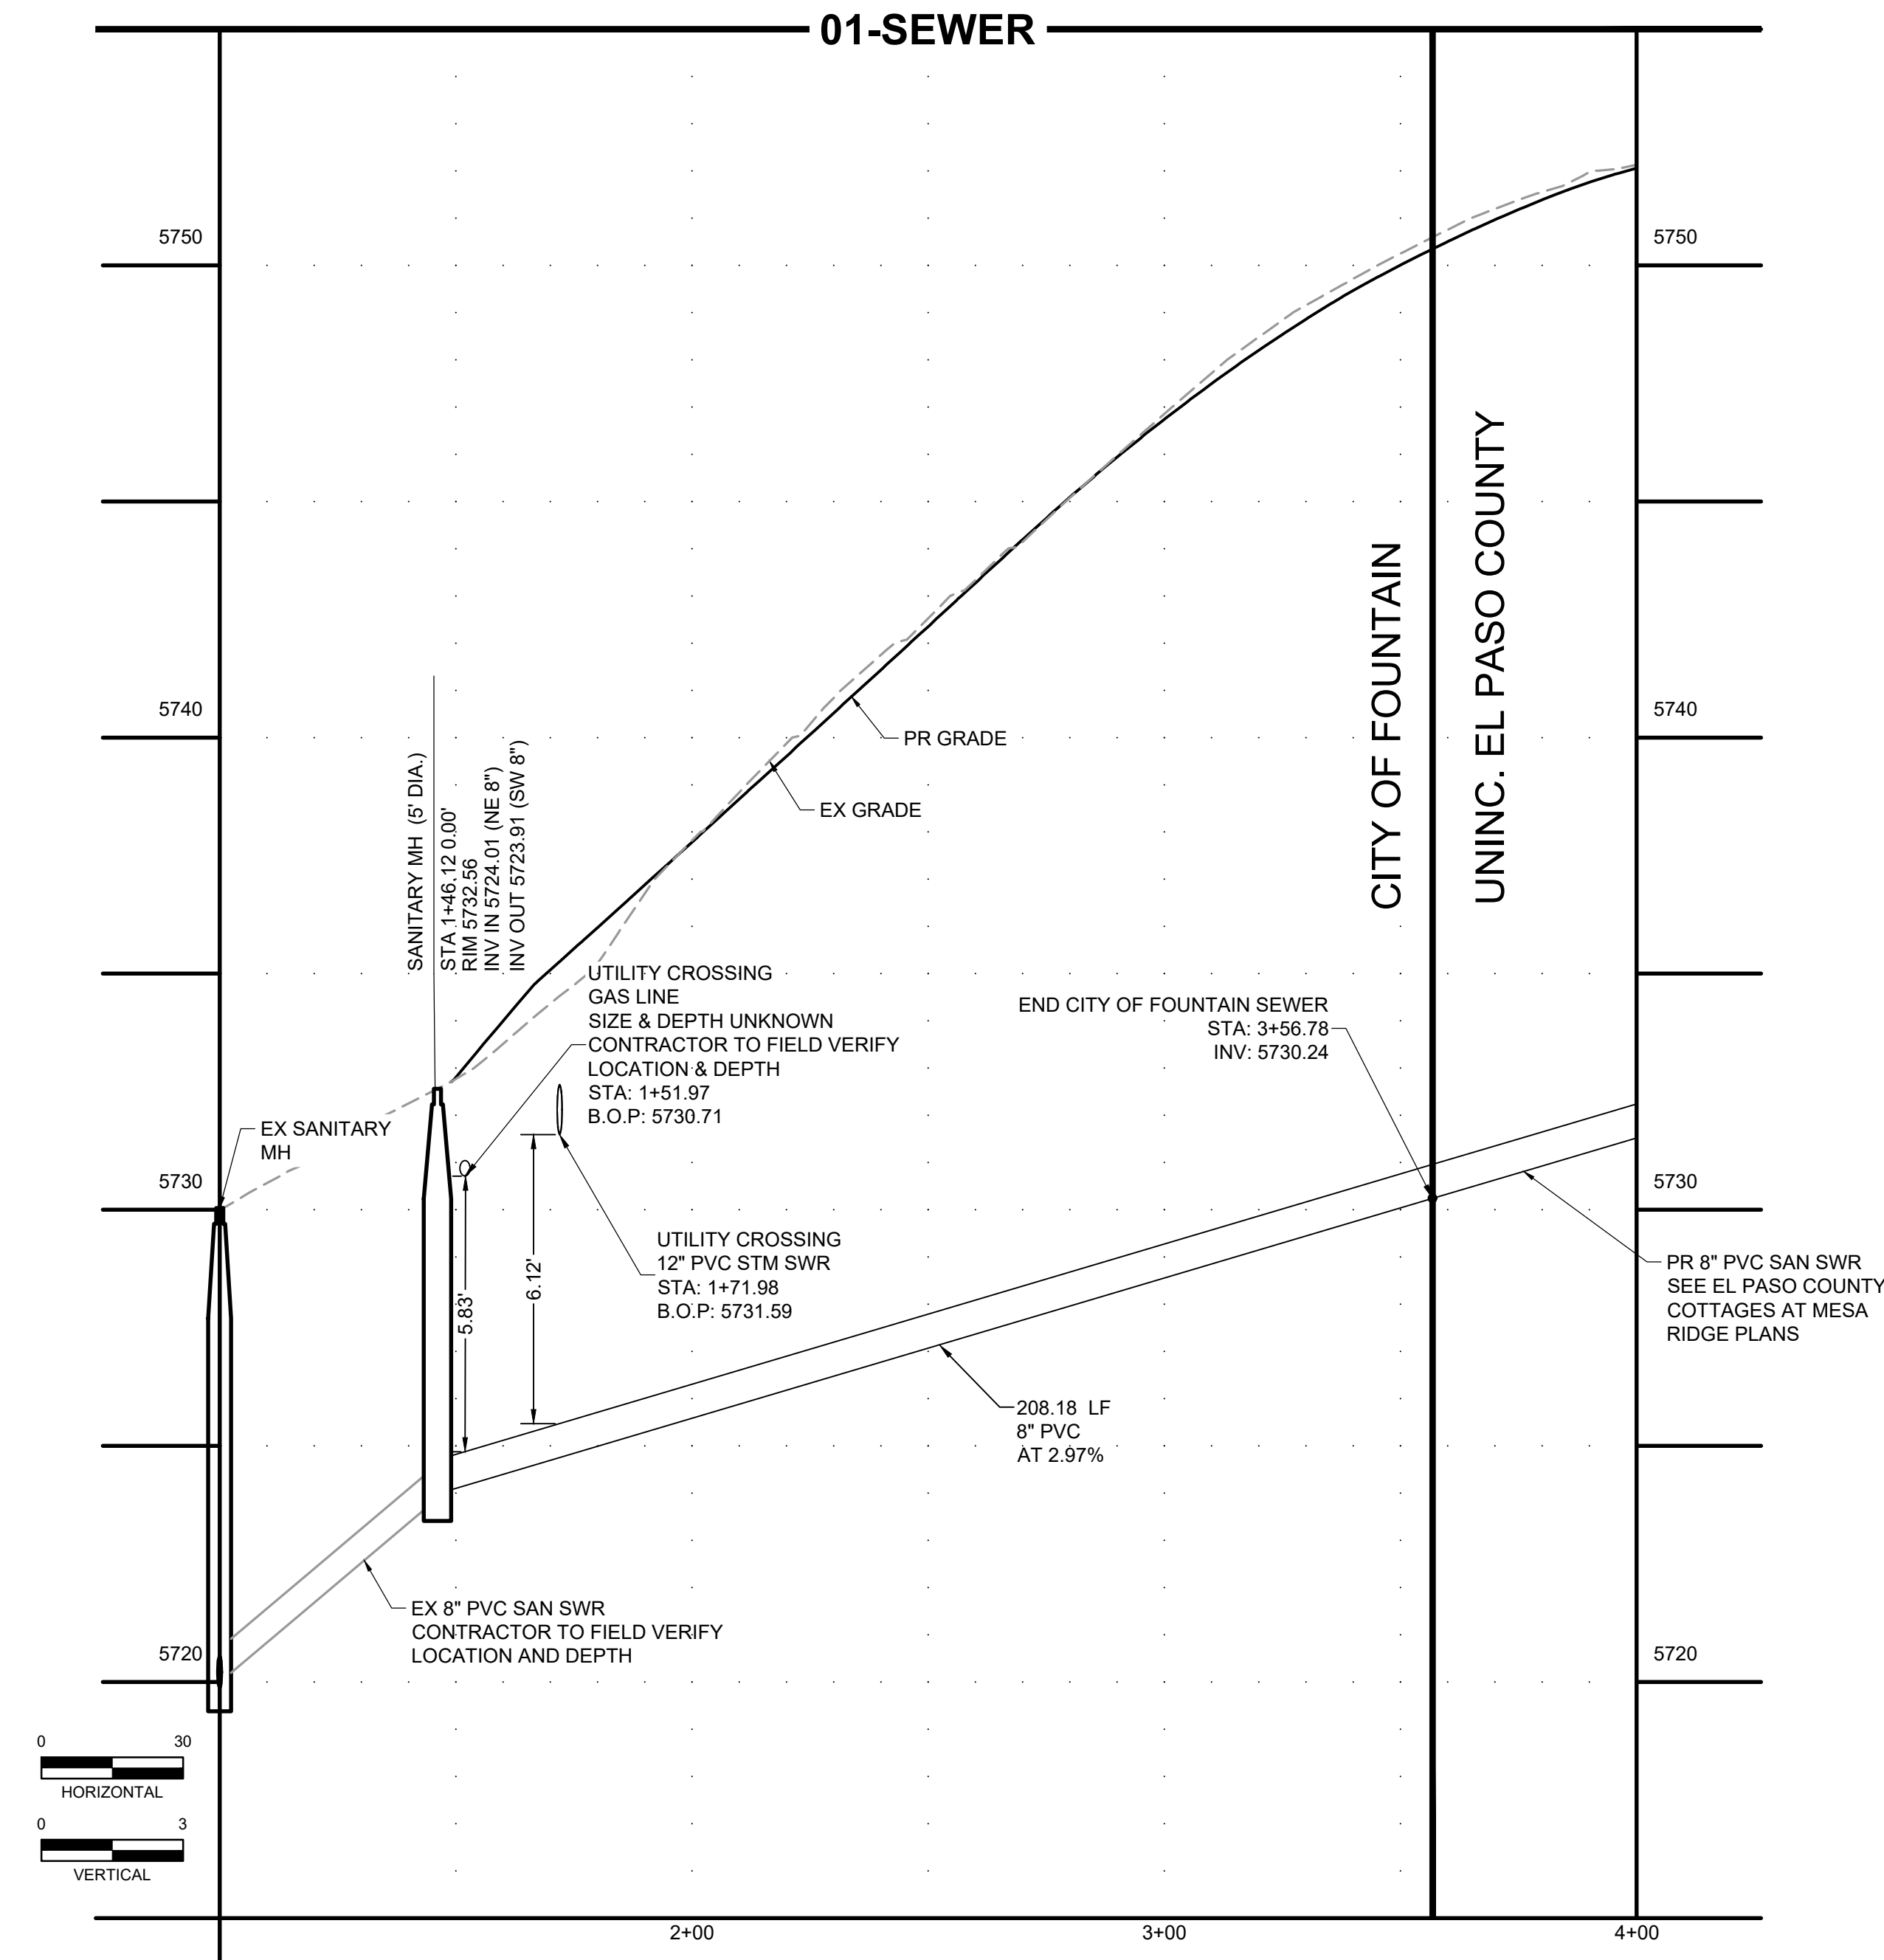 01-SEWER
5750
5750
CITY OF FOUNTAIN
UNINC. EL PASO COUNTY
5740
5740
PR GRADE
EX GRADE
SANITARY MH (5' DIA.)
STA 1+46.12 0.00'
RIM 5732.56
INV IN 5724.01 (NE 8")
INV OUT 5723.91 (SW 8")
UTILITY CROSSING
GAS LINE
SIZE & DEPTH UNKNOWN
CONTRACTOR TO FIELD VERIFY
LOCATION & DEPTH
STA: 1+51.97
B.O.P: 5730.71
END CITY OF FOUNTAIN SEWER
STA: 3+56.78
INV: 5730.24
EX SANITARY
MH
5730
5730
5.83'
6.12'
UTILITY CROSSING
12" PVC STM SWR
STA: 1+71.98
B.O.P: 5731.59
PR 8" PVC SAN SWR
SEE EL PASO COUNTY
COTTAGES AT MESA
RIDGE PLANS
208.18 LF
8" PVC
AT 2.97%
EX 8" PVC SAN SWR
CONTRACTOR TO FIELD VERIFY
LOCATION AND DEPTH
5720
5720
0 30
HORIZONTAL
0 3
VERTICAL
2+00 3+00 4+00